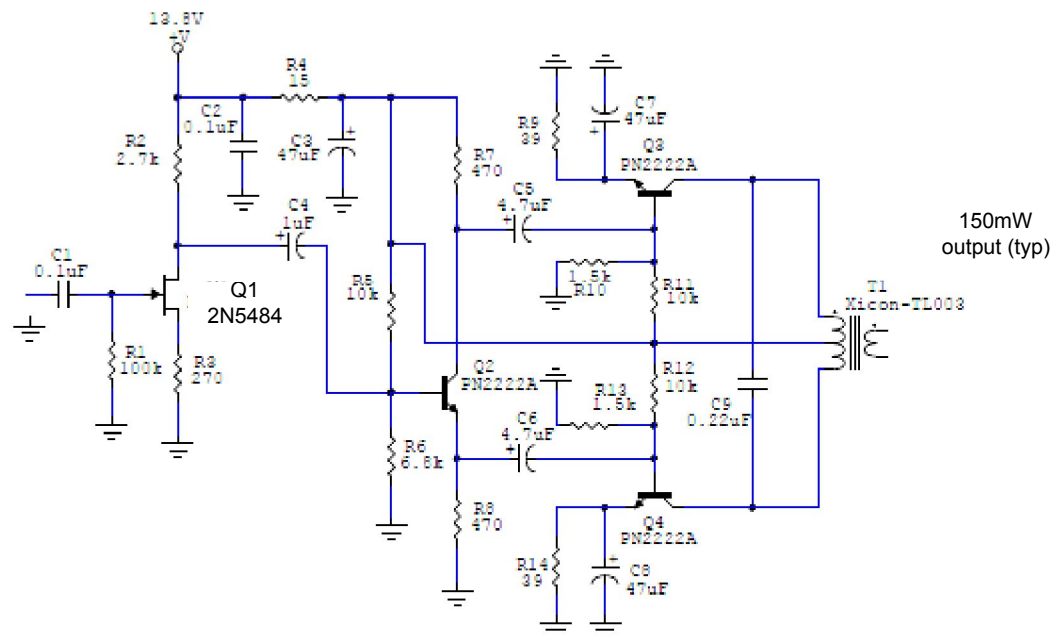 13.8V
+V
R4
15
C2
0.1uF
R2
2.7k
C3
47uF
R7
470
R9
39
C7
47uF
Q3
PN2222A
C5
4.7uF
C4
1uF
150mW
output (typ)
C1
0.1uF
Q1
2N5484
R5
10k
1.5k
R10
R11
10k
T1
Xicon-TL003
R1
100k
R3
270
Q2
PN2222A
R13
1.5k
R12
10k
C9
0.22uF
C6
4.7uF
R6
6.8k
R8
470
Q4
PN2222A
R14
39
C8
47uF